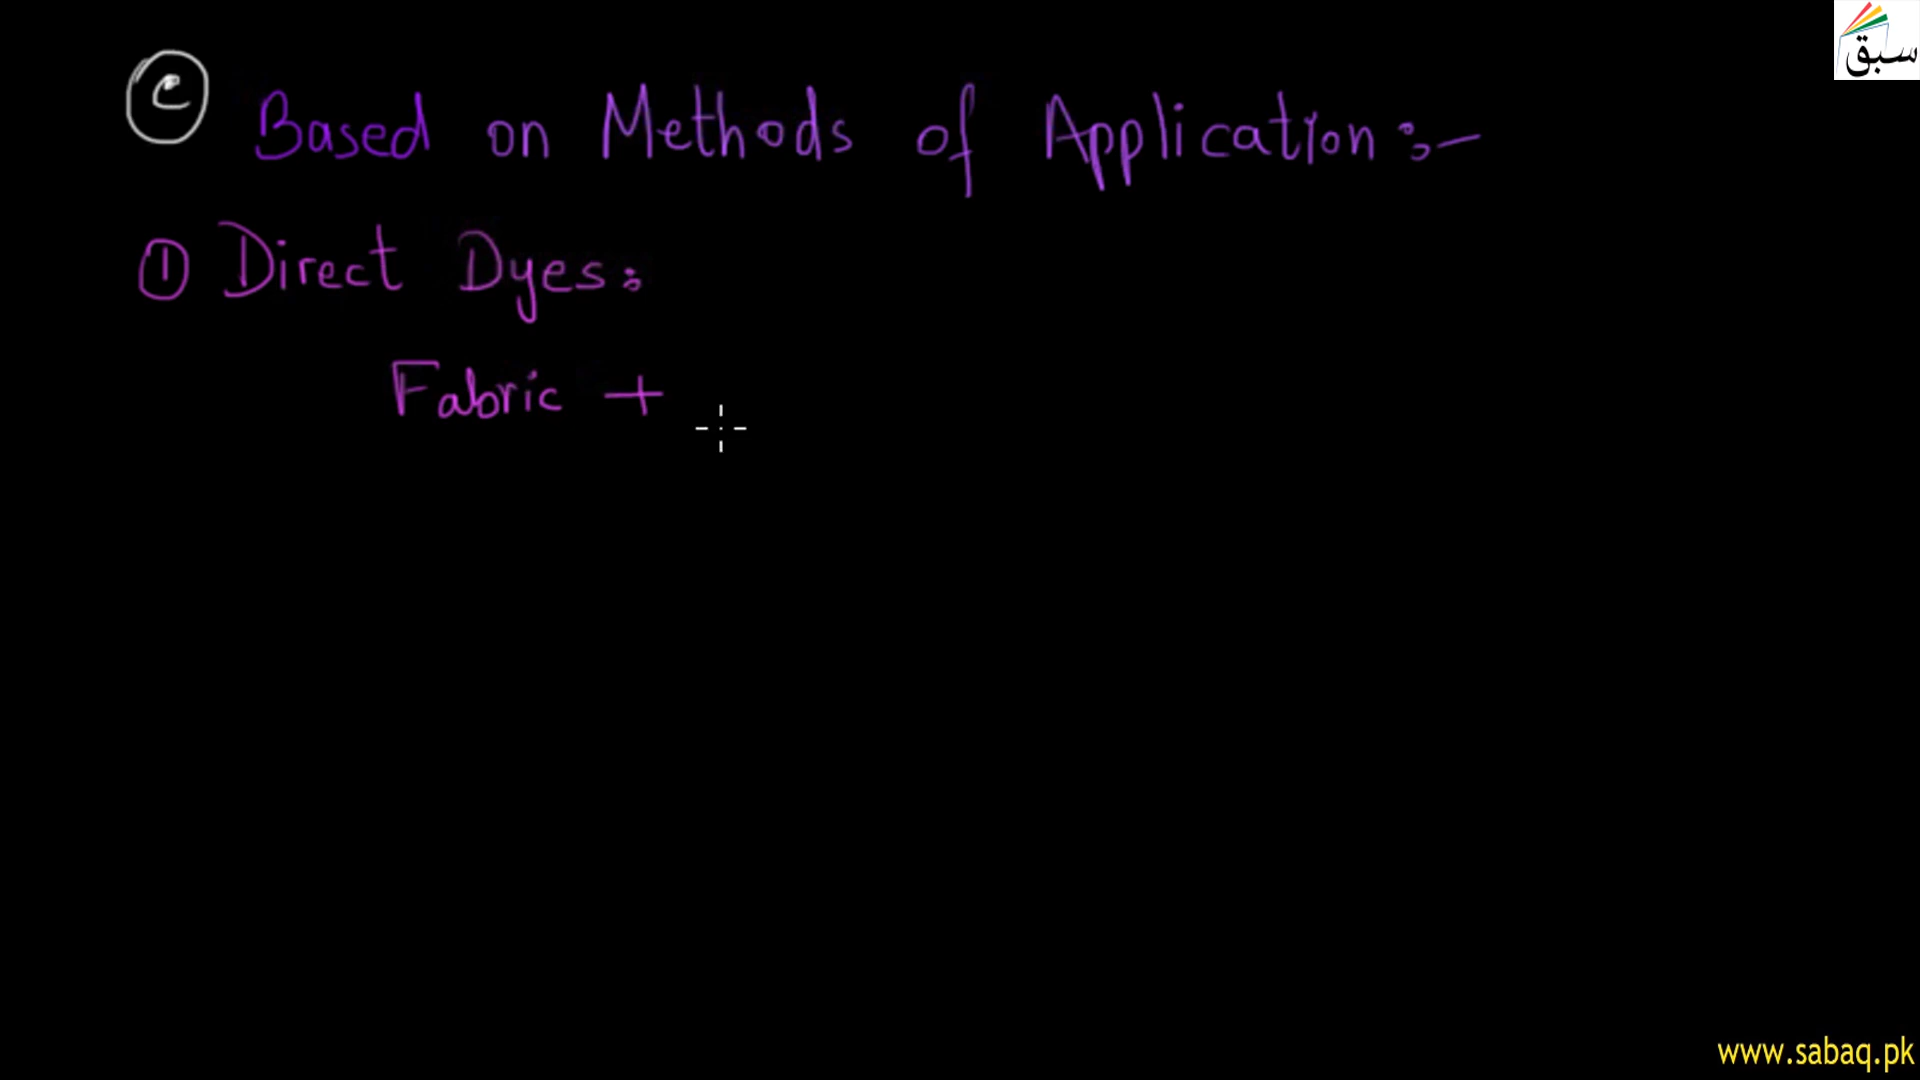 سبق
c Based on Methods of Application:-
1 Direct Dyes:
Fabric +
www.sabaq.pk